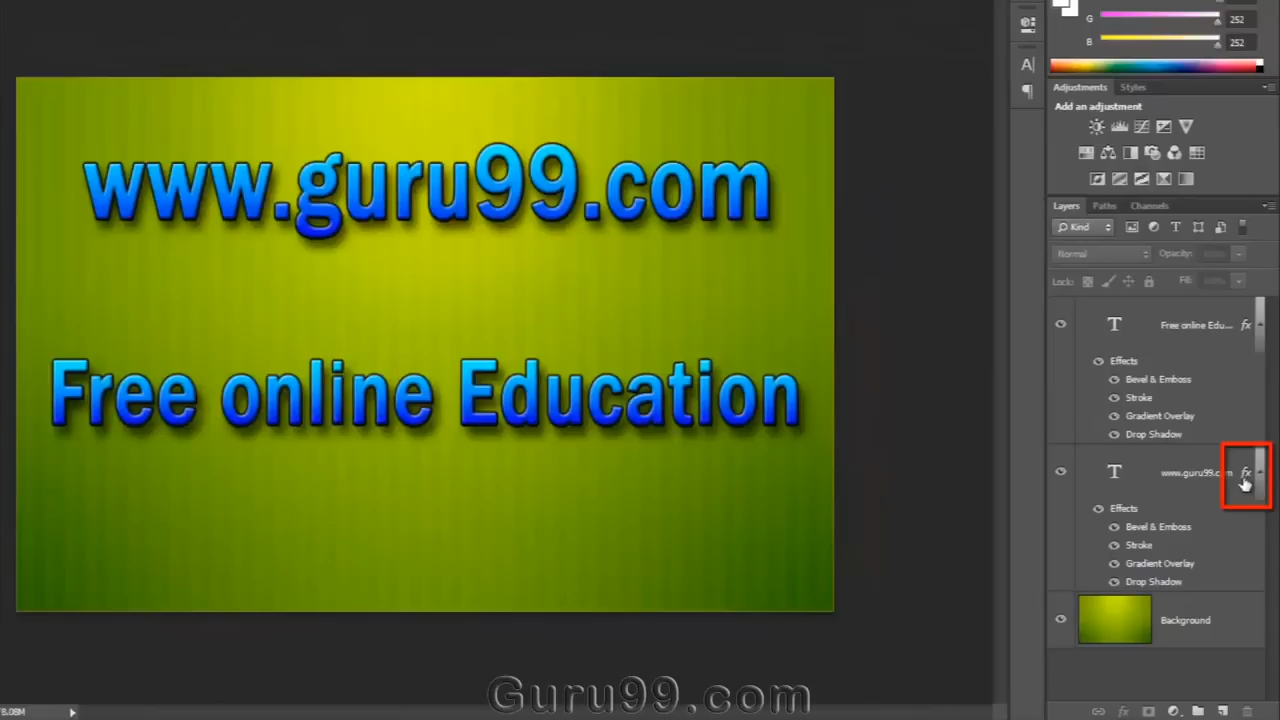 G 252
B 252
Adjustments Styles
Add an adjustment
www.guru99.com
Layers Paths Channels
Kind
Normal Opacity:
Lock: Fill:
T Free online Edu... fx
Effects
Bevel & Emboss
Stroke
Gradient Overlay
Drop Shadow
Free online Education
T www.guru99.com fx
Effects
Bevel & Emboss
Stroke
Gradient Overlay
Drop Shadow
Background
Guru99.com